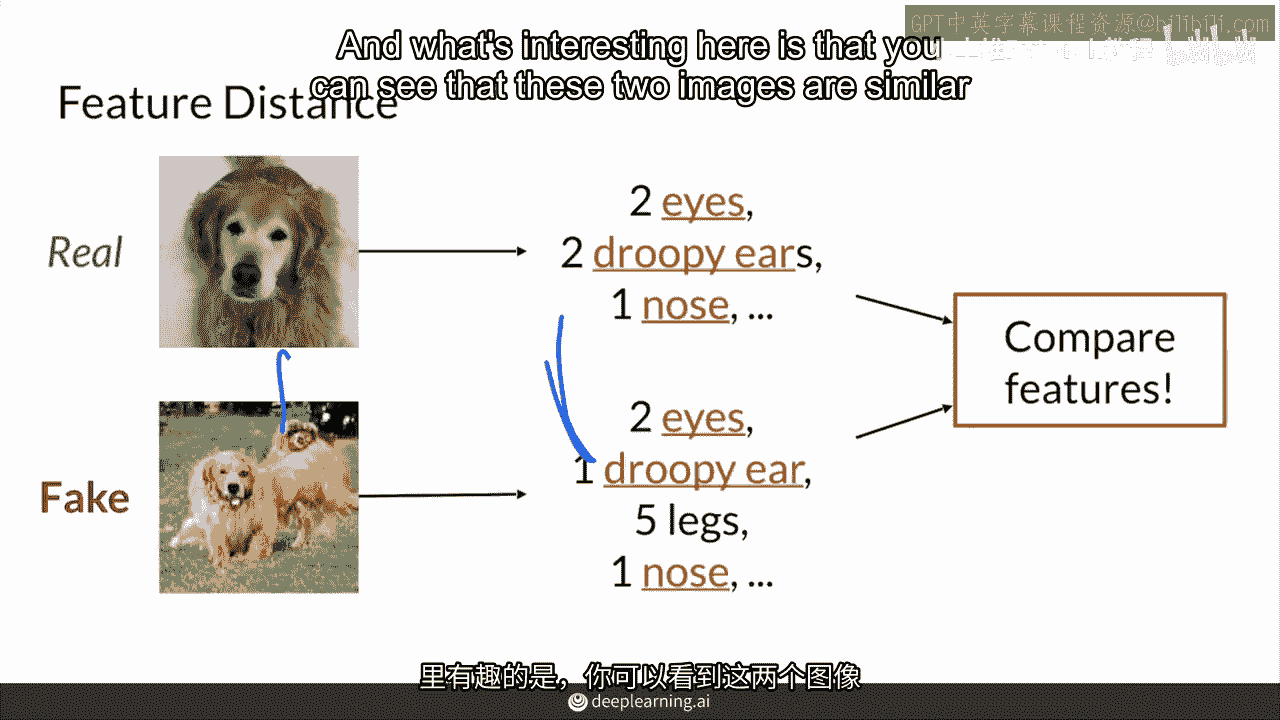 GPT中英字幕课程资源@bilibili.com
And what's interesting here is that you
can see that these two images are similar
Feature Distance
Real
2 eyes,
2 droopy ears,
1 nose, ...
Compare
features!
Fake
2 eyes,
1 droopy ear,
5 legs,
1 nose, ...
里有趣的是，你可以看到这两个图像
deeplearning.ai